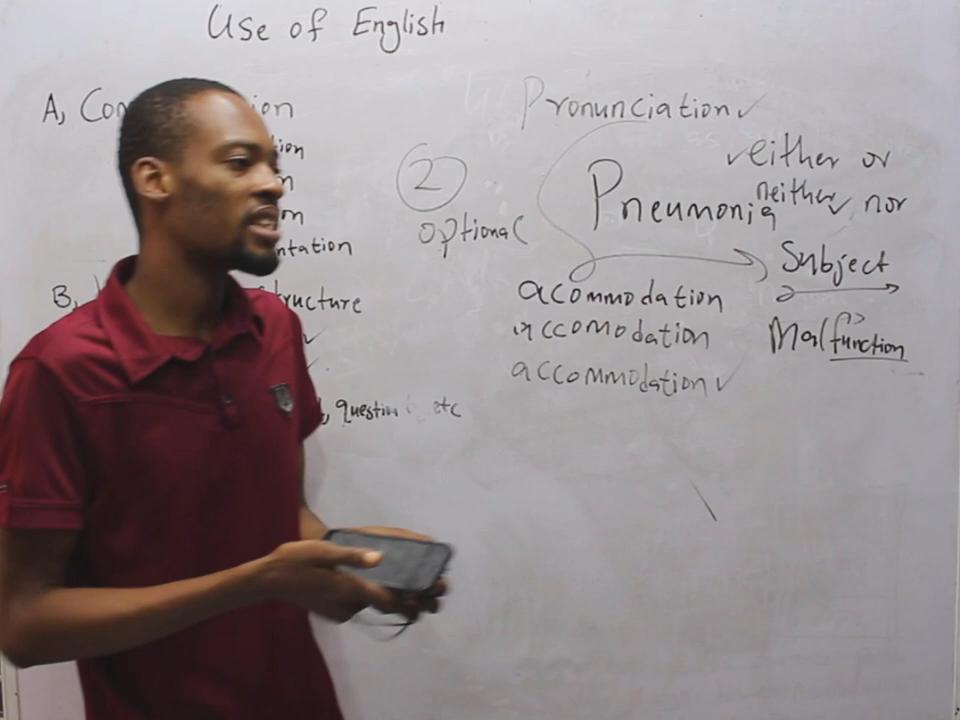 Use of English
A, Con ion
ion
n
on
ntation
B, structure
, question etc
2
optional
Pronunciation
either or
Pneumonia
neither nor
Subject
acommodation
accomodation
accommodation
Malfunction